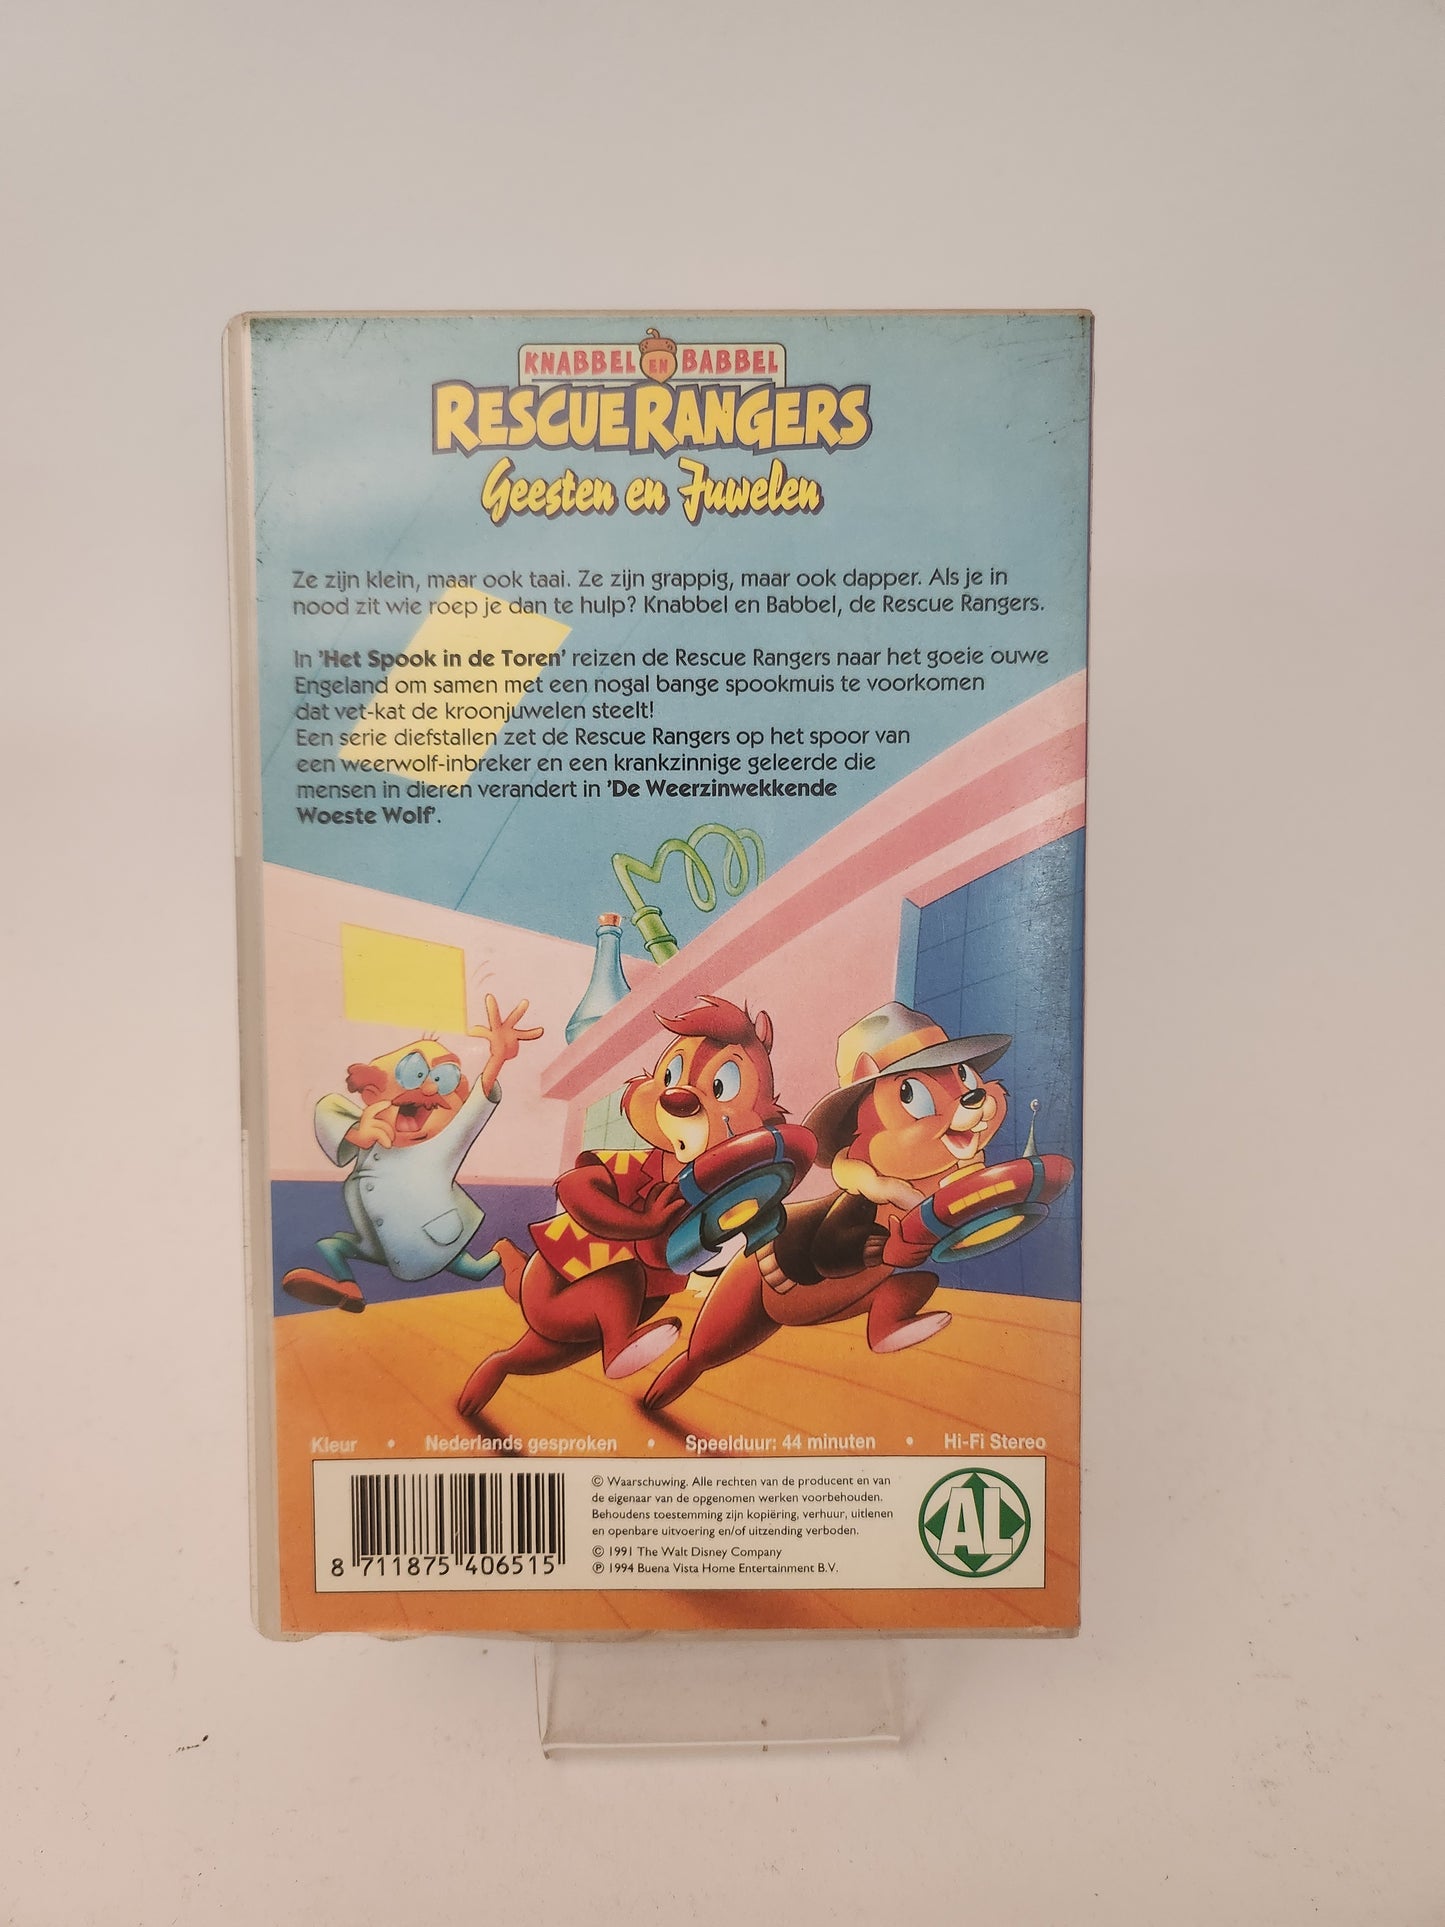 KNABBEL EN BABBEL
RESCUE RANGERS
Geesten en Juwelen
Ze zijn klein, maar ook taai. Ze zijn grappig, maar ook dapper. Als je in
nood zit wie roep je dan te hulp? Knabbel en Babbel, de Rescue Rangers.
In 'Het Spook in de Toren' reizen de Rescue Rangers naar het goeie ouwe
Engeland om samen met een nogal bange spookmuis te voorkomen
dat vet-kat de kroonjuwelen steelt!
Een serie diefstallen zet de Rescue Rangers op het spoor van
een weerwolf-inbreker en een krankzinnige geleerde die
mensen in dieren verandert in 'De Weerzinwekkende
Woeste Wolf'.
Kleur • Nederlands gesproken • Speelduur: 44 minuten • Hi-Fi Stereo
© Waarschuwing. Alle rechten van de producent en van
de eigenaar van de opgenomen werken voorbehouden.
Behoudens toestemming zijn kopiëring, verhuur, uitlenen
en openbare uitvoering en/of uitzending verboden.
© 1991 The Walt Disney Company
℗ 1994 Buena Vista Home Entertainment B.V.
8 711875 406515
AL